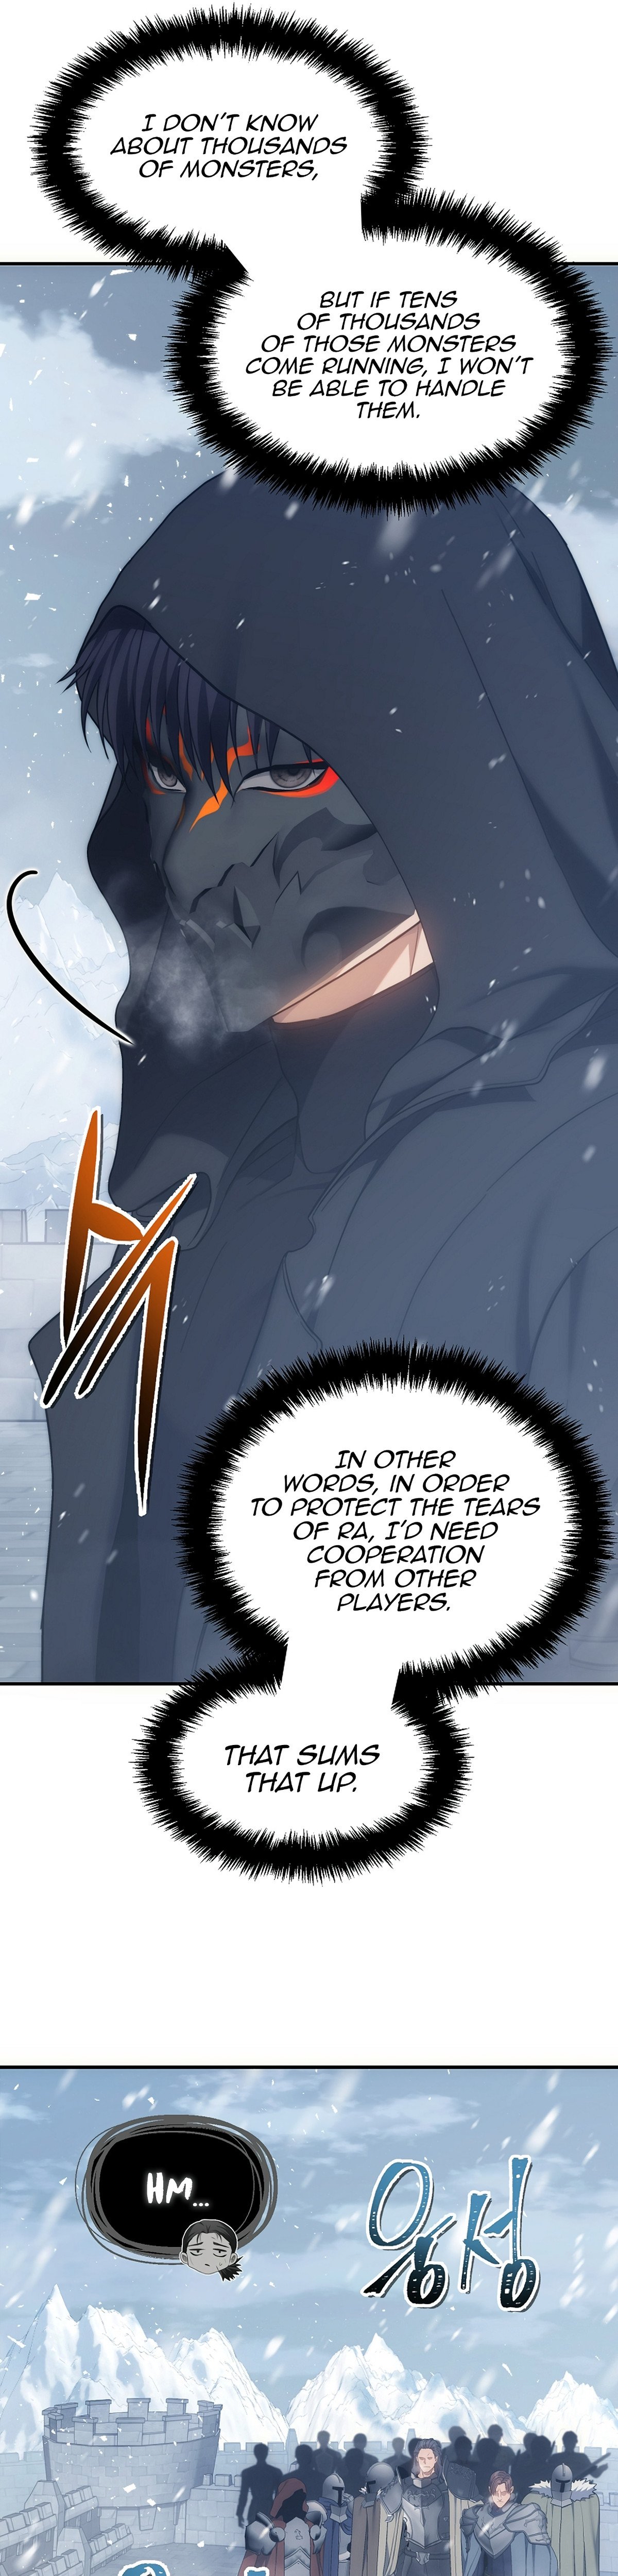 I DON'T KNOW
ABOUT THOUSANDS
OF MONSTERS,
BUT IF TENS
OF THOUSANDS
OF THOSE MONSTERS
COME RUNNING, I WON'T
BE ABLE TO HANDLE
THEM.
IN OTHER
WORDS, IN ORDER
TO PROTECT THE TEARS
OF RA, I'D NEED
COOPERATION
FROM OTHER
PLAYERS.
THAT SUMS
THAT UP.
HM...
웅성